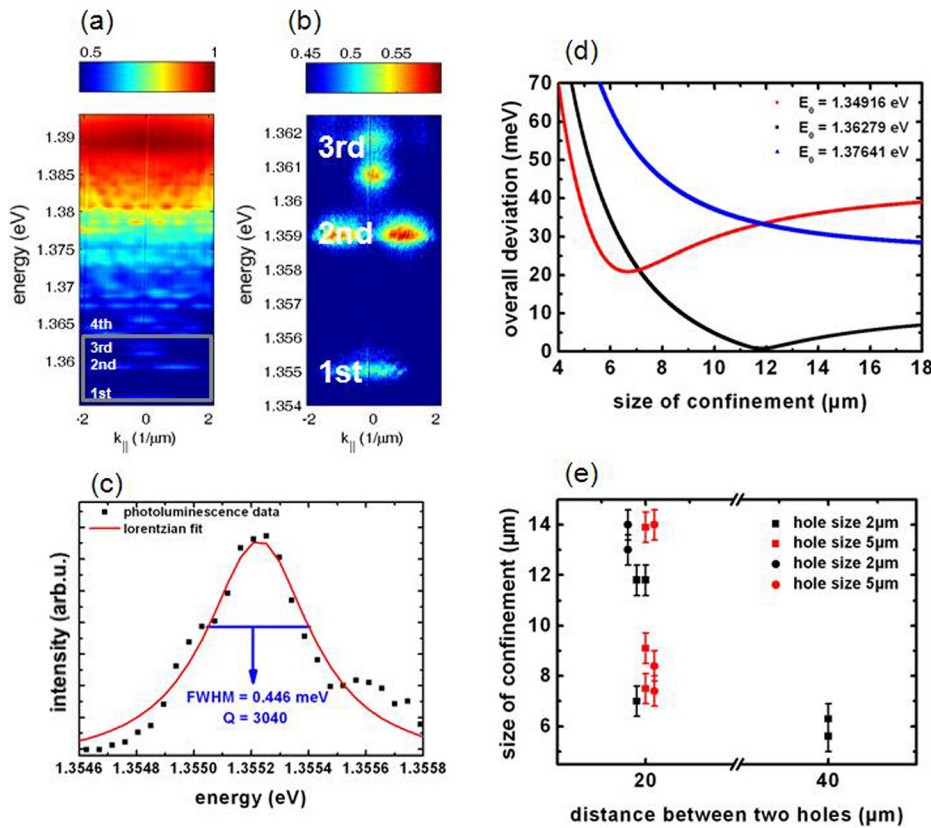 (a)
0.5
1
energy (eV)
1.39
1.38
1.375
1.37
1.365
1.36
4th
3rd
2nd
1st
-2
0
2
k|| (1/µm)
(b)
0.45
0.5
0.55
energy (eV)
1.362
1.361
1.36
1.359
1.357
1.356
1.355
1.354
3rd
2nd
1st
-2
0
2
k|| (1/µm)
(d)
overall deviation (meV)
70
60
50
40
30
20
10
0
E0 = 1.34916 eV
E0 = 1.36279 eV
E0 = 1.37641 eV
4 6 8 10 12 14 16 18
size of confinement (µm)
(c)
intensity (arb.u.)
photoluminescence data
lorentzian fit
FWHM = 0.446 meV
Q = 3040
1.3546 1.3548 1.3550 1.3552 1.3554 1.3556 1.3558
energy (eV)
(e)
size of confinement (µm)
14
12
10
8
6
hole size 2µm
hole size 5µm
hole size 2µm
hole size 5µm
20
40
distance between two holes (µm)